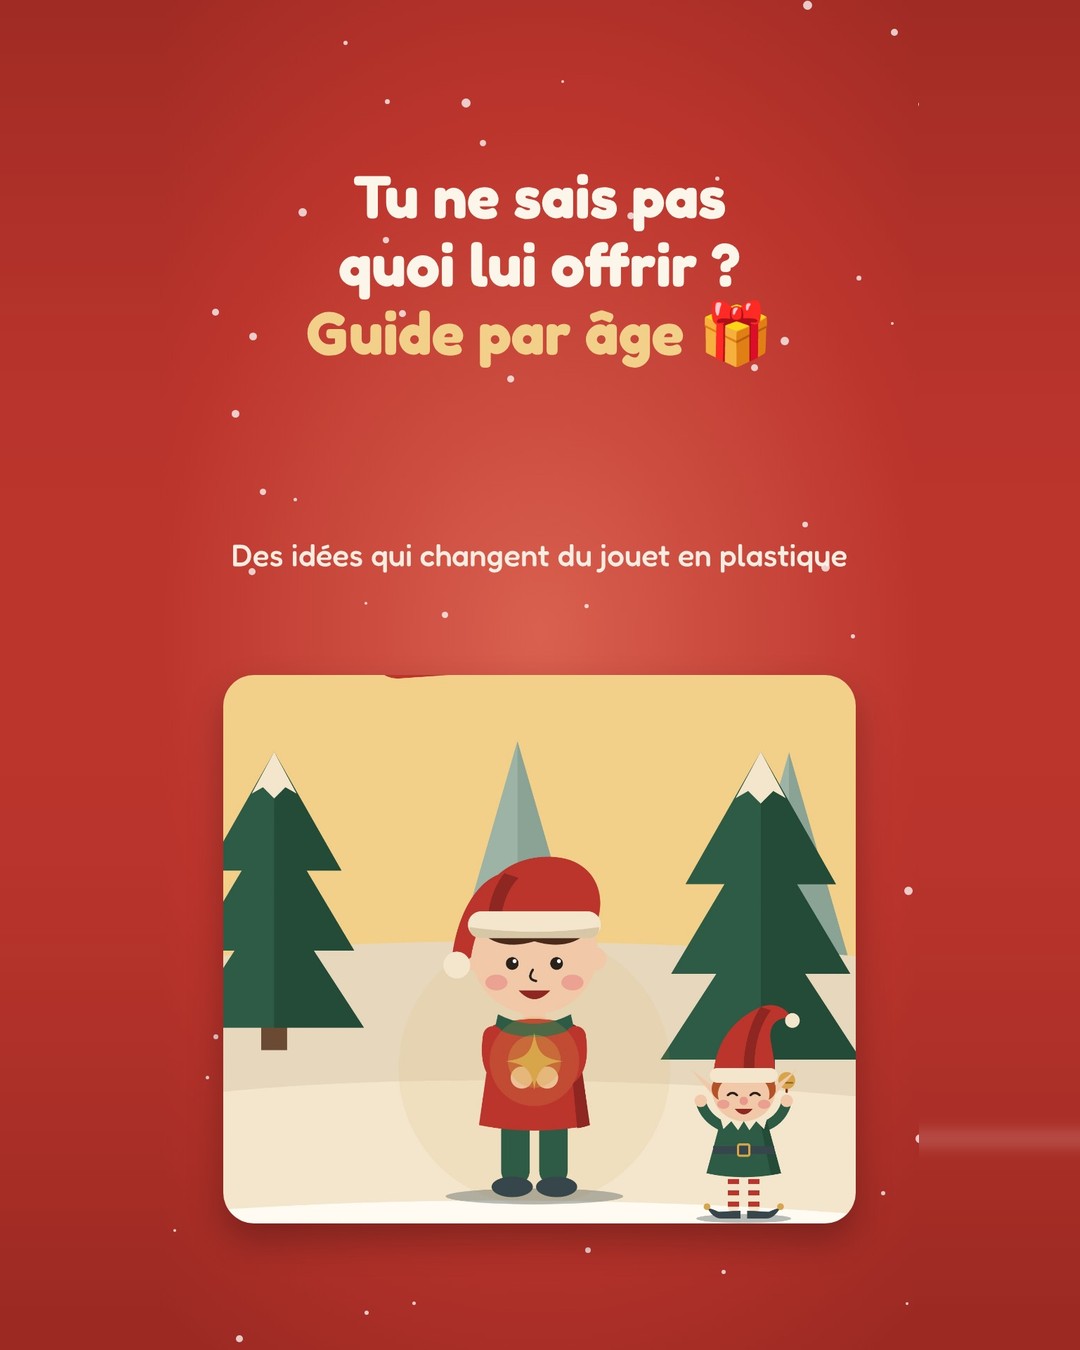 Tu ne sais pas
quoi lui offrir ?
Guide par âge 🎁
Des idées qui changent du jouet en plastique